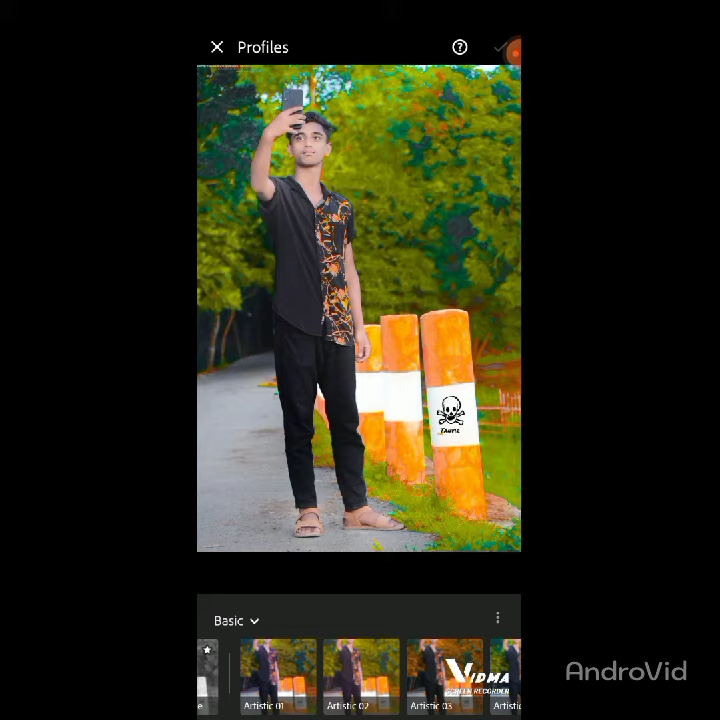 Profiles
Basic
Artistic 01
Artistic 02
Artistic 03
VIDMA
SCREEN RECORDER
AndroVid